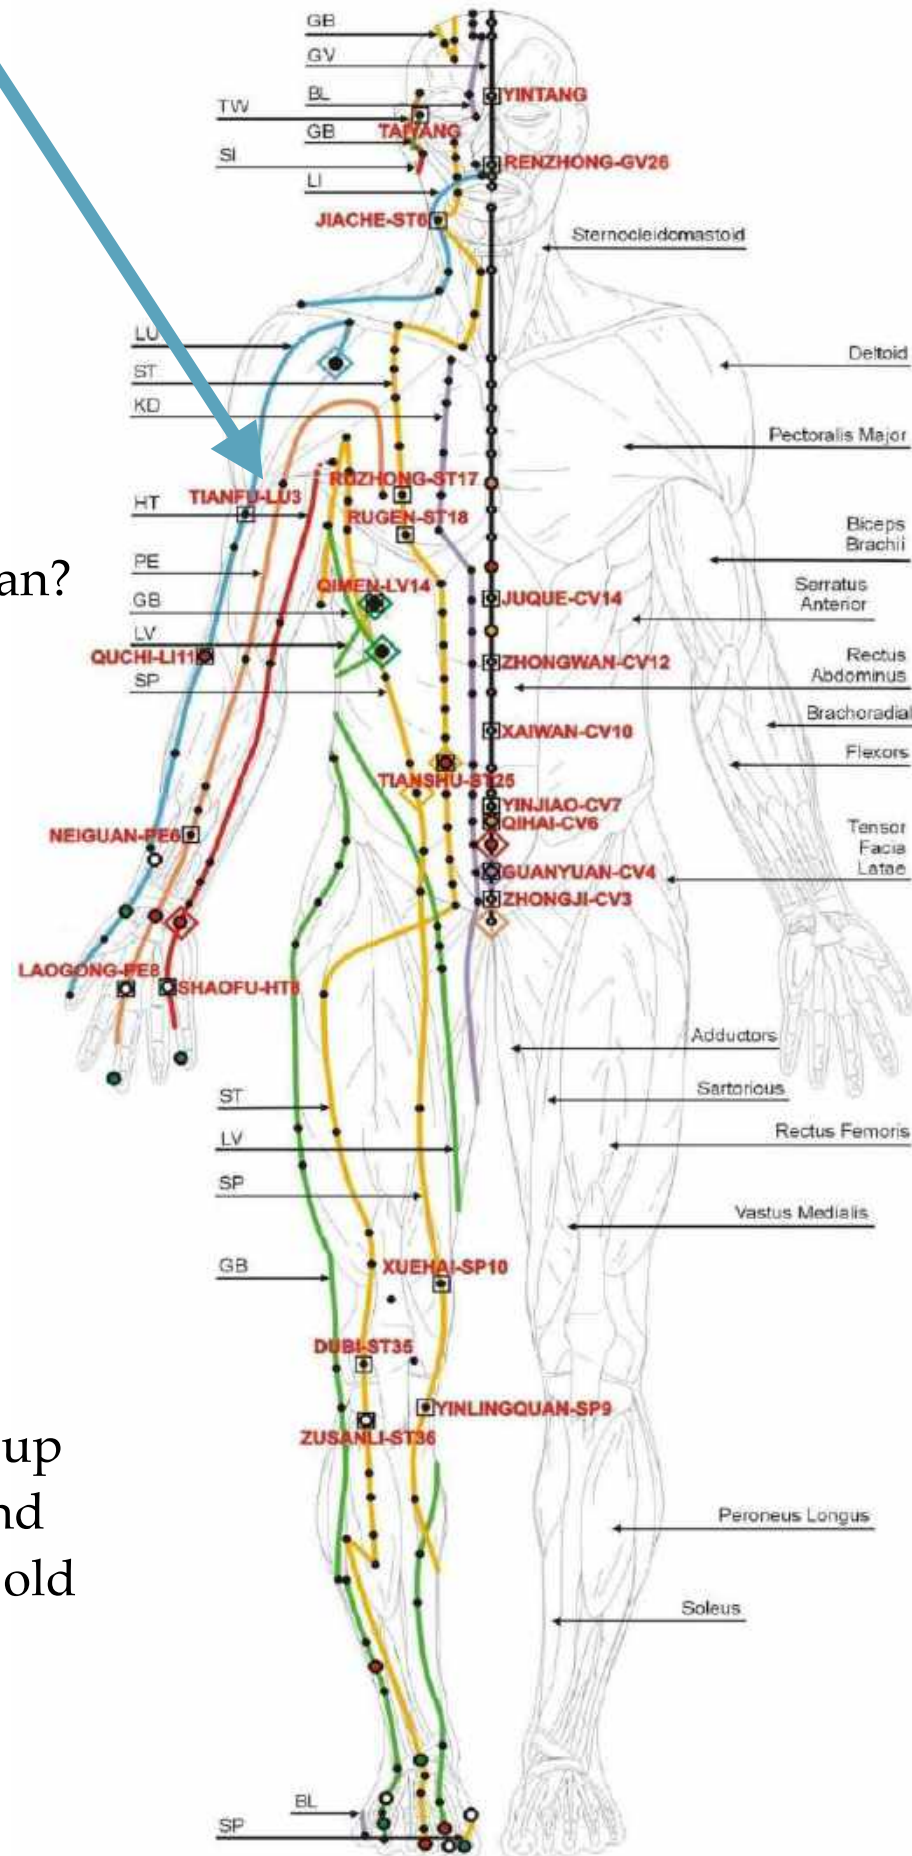 GB
GV
YINTANG
BL
TW
TAIYANG
GB
SI
RENZHONG-GV26
LI
JIACHE-ST6
Sternocleidomastoid
LU
Deltoid
ST
KD
Pectoralis Major
RUZHONG-ST17
TIANFU-LU3
HT
RUGEN-ST18
Biceps
Brachii
PE
an?
QIMEN-LV14
GB
JUQUE-CV14
Serratus
Anterior
LV
QUCHI-LI11
ZHONGWAN-CV12
SP
Rectus
Abdominus
Brachoradial
XAIWAN-CV10
Flexors
TIANSHU-ST25
YINJIAO-CV7
QIHAI-CV6
NEIGUAN-PE6
Tensor
Facia
Latae
GUANYUAN-CV4
ZHONGJI-CV3
LAOGONG-PE8
SHAOFU-HT8
Adductors
Sartorious
ST
Rectus Femoris
LV
SP
Vastus Medialis
GB
XUEHAI-SP10
DUBI-ST35
YINLINGQUAN-SP9
ZUSANLI-ST36
up
nd
old
Peroneus Longus
Soleus
BL
SP